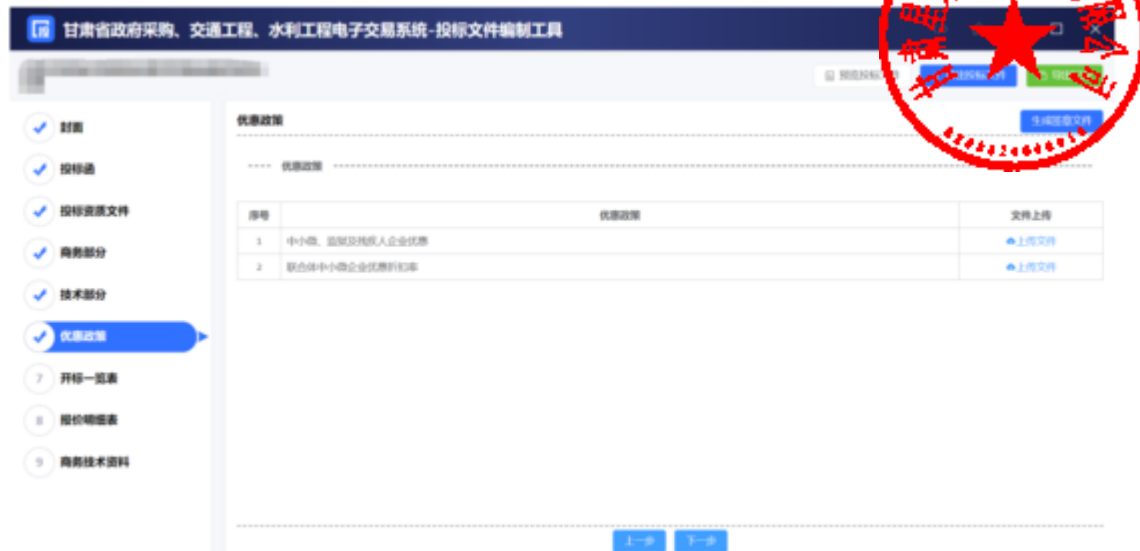 甘肃省政府采购、交通工程、水利工程电子交易系统-投标文件编制工具
封面
投标函
投标资质文件
商务部分
技术部分
优惠政策
7 开标一览表
8 报价明细表
9 商务技术资料
优惠政策
生成签章文件
优惠政策
序号 优惠政策 文件上传
1 中小微、监狱及残疾人企业优惠 上传文件
2 联合体中小微企业优惠折扣率 上传文件
上一步 下一步